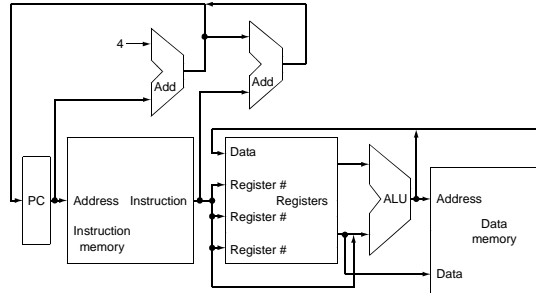 4
Add
Add
Data
Register #
PC
Address
Instruction
Registers
ALU
Address
Register #
Instruction
memory
Data
memory
Register #
Data